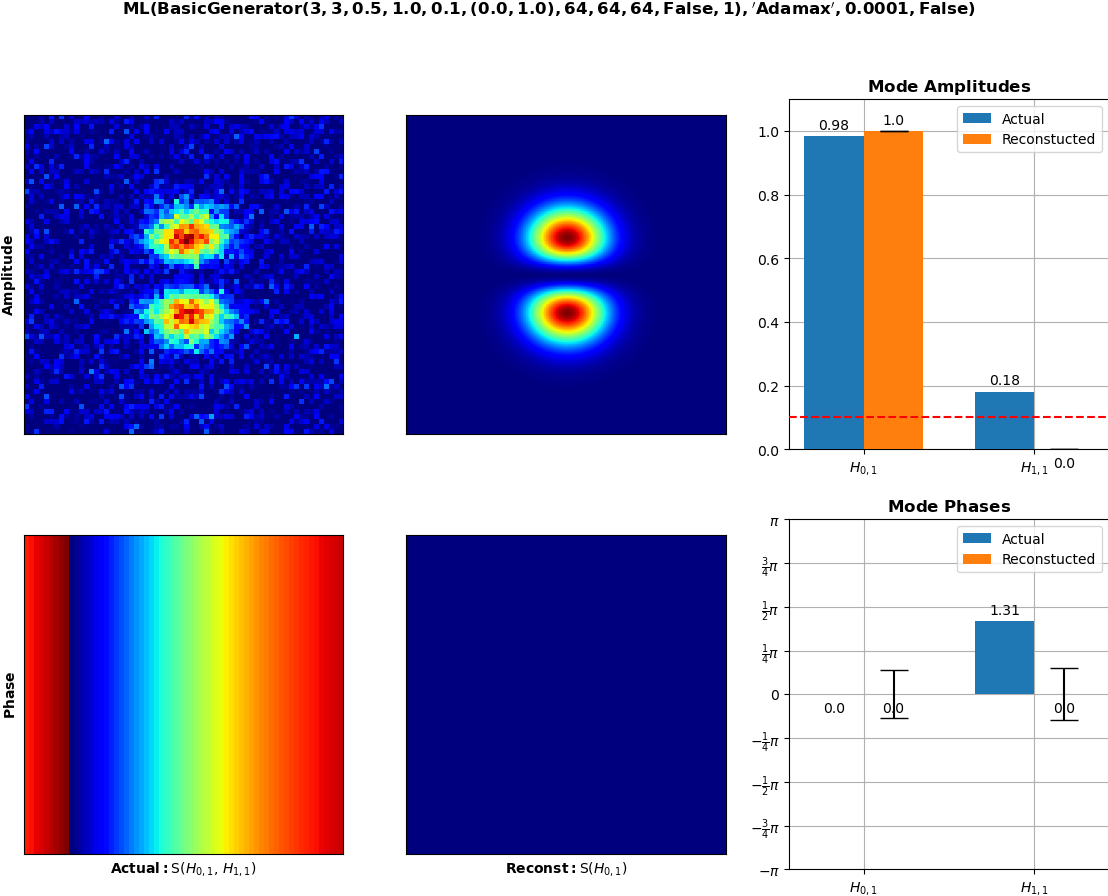 ML(BasicGenerator(3, 3, 0.5, 1.0, 0.1, (0.0, 1.0), 64, 64, 64, False, 1), ′Adamax′, 0.0001, False)
Amplitude
Mode Amplitudes
Actual
Reconstucted
0.98
1.0
0.18
0.0
1.0
0.8
0.6
0.4
0.2
0.0
H0, 1
H1, 1
Phase
Actual: S(H0, 1, H1, 1)
Reconst: S(H0, 1)
Mode Phases
Actual
Reconstucted
0.0
0.0
1.31
0.0
π
3/4π
1/2π
1/4π
0
−1/4π
−1/2π
−3/4π
−π
H0, 1
H1, 1